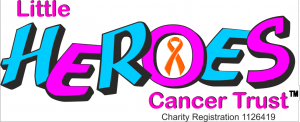 Little
HEROES
Cancer Trust™
Charity Registration 1126419